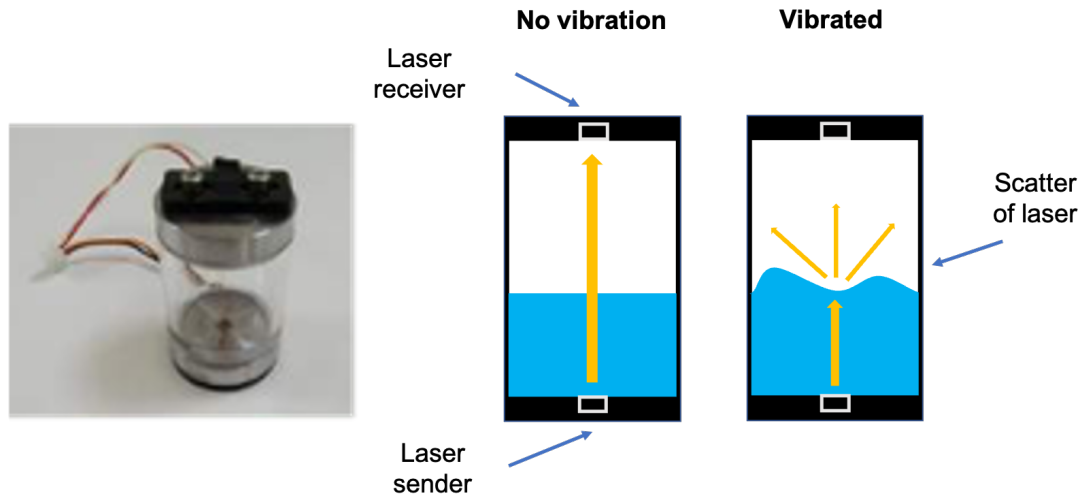 No vibration
Vibrated
Laser
receiver
Scatter
of laser
Laser
sender